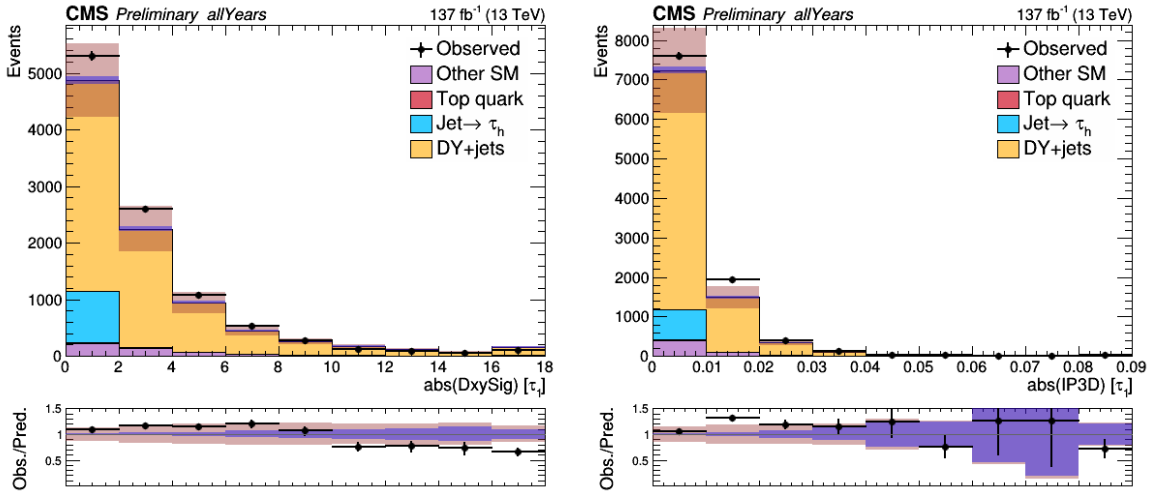 CMS Preliminary allYears 137 fb⁻¹ (13 TeV)
Events
5000
4000
3000
2000
1000
0
Observed
Other SM
Top quark
Jet→ τh
DY+jets
0 2 4 6 8 10 12 14 16 18
abs(DxySig) [τ1]
Obs./Pred.
1.5
1
0.5
CMS Preliminary allYears 137 fb⁻¹ (13 TeV)
Events
8000
7000
6000
5000
4000
3000
2000
1000
0
Observed
Other SM
Top quark
Jet→ τh
DY+jets
0 0.01 0.02 0.03 0.04 0.05 0.06 0.07 0.08 0.09
abs(IP3D) [τ1]
Obs./Pred.
1.5
1
0.5